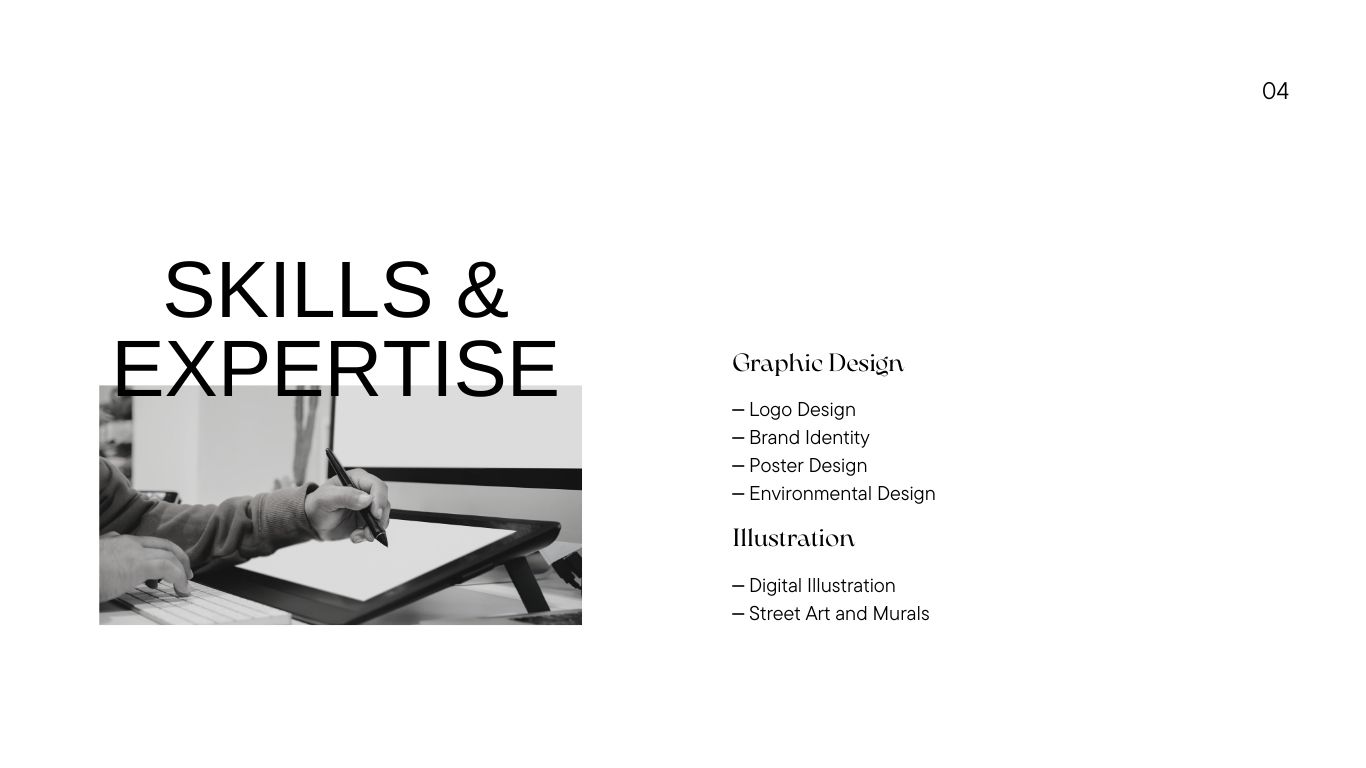 04
SKILLS &
EXPERTISE
Graphic Design
— Logo Design
— Brand Identity
— Poster Design
— Environmental Design
Illustration
— Digital Illustration
— Street Art and Murals